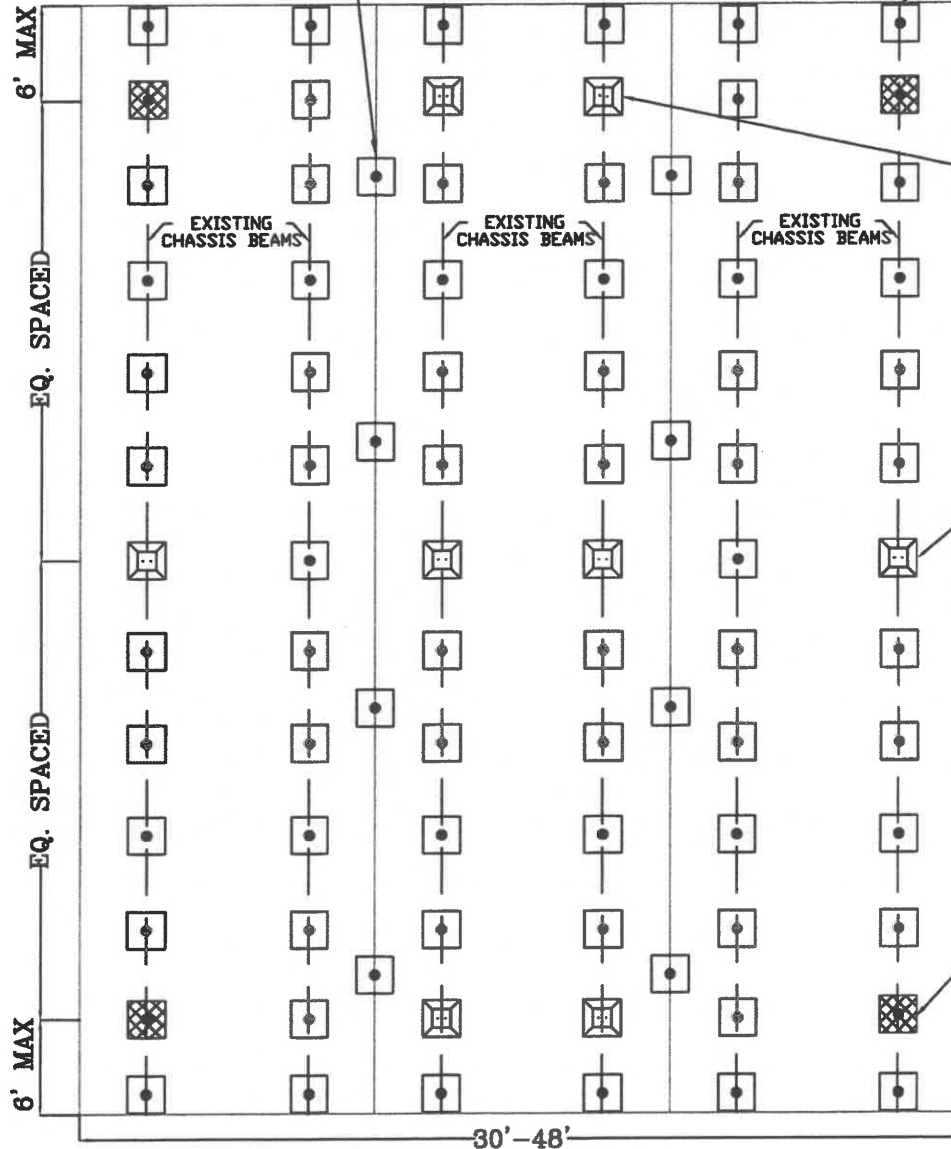 6' MAX
EXISTING
CHASSIS BEAMS
EXISTING
CHASSIS BEAMS
EXISTING
CHASSIS BEAMS
EQ. SPACED
EQ. SPACED
6' MAX
30'-48'